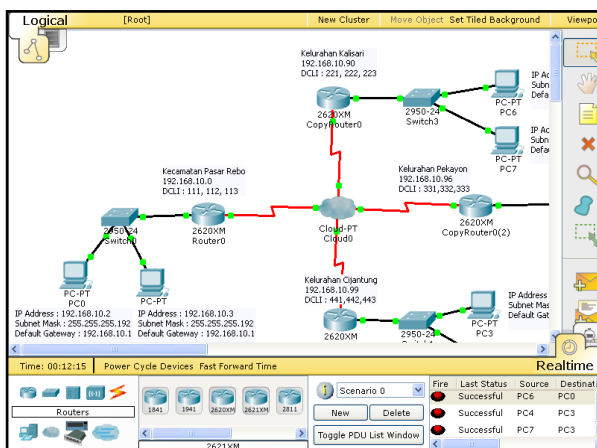 Logical
[Root]
New Cluster
Move Object
Set Tiled Background
Viewpo
Kelurahan Kalisari
192.168.10.90
DCLI : 221, 222, 223
2620XM
CopyRouter0
2950-24
Switch3
IP Ad
Subne
Defau
PC-PT
PC6
PC-PT
PC7
Kecamatan Pasar Rebo
192.168.10.0
DCLI : 111, 112, 113
Kelurahan Pekayon
192.168.10.96
DCLI : 331,332,333
2950-24
Switch0
2620XM
Router0
Cloud-PT
Cloud0
2620XM
CopyRouter0(2)
PC-PT
PC0
PC-PT
IP Address : 192.168.10.2
Subnet Mask : 255.255.255.192
Default Gateway : 192.168.10.1
IP Address : 192.168.10.3
Subnet Mask : 255.255.255.192
Default Gateway : 192.168.10.1
Kelurahan Cijantung
192.168.10.99
DCLI : 441,442,443
2620XM
2950-24
PC-PT
PC3
IP Address
Subnet Mas
Default Gat
Time: 00:12:15
Power Cycle Devices
Fast Forward Time
Realtime
Routers
1841
1941
2620XM
2621XM
2811
2621XM
Scenario 0
New
Delete
Toggle PDU List Window
Fire
Last Status
Source
Destinati
Successful
PC6
PC0
Successful
PC4
PC3
Successful
PC7
PC3